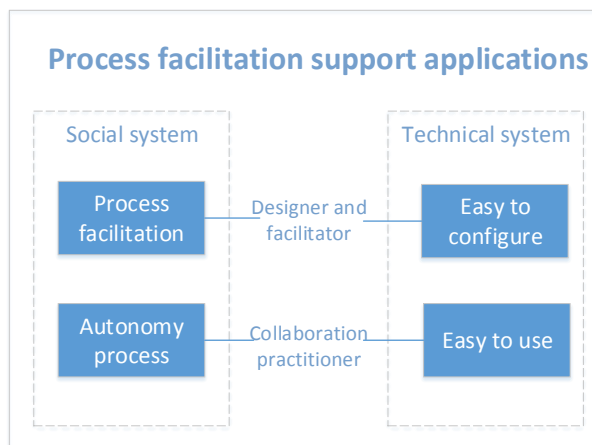 Process facilitation support applications
Social system
Technical system
Process
facilitation
Designer and
facilitator
Easy to
configure
Autonomy
process
Collaboration
practitioner
Easy to use